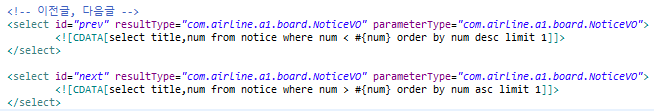 <!-- 이전글, 다음글 -->
<select id="prev" resultType="com.airline.a1.board.NoticeVO" parameterType="com.airline.a1.board.NoticeVO">
<![CDATA[select title,num from notice where num < #{num} order by num desc limit 1]]>
</select>
<select id="next" resultType="com.airline.a1.board.NoticeVO" parameterType="com.airline.a1.board.NoticeVO">
<![CDATA[select title,num from notice where num > #{num} order by num asc limit 1]]>
</select>